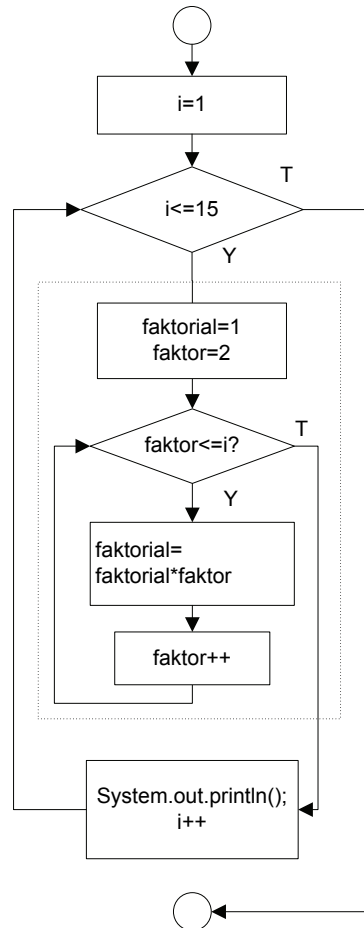 i=1
T
i<=15
Y
faktorial=1
faktor=2
T
faktor<=i?
Y
faktorial=
faktorial*faktor
faktor++
System.out.println();
i++